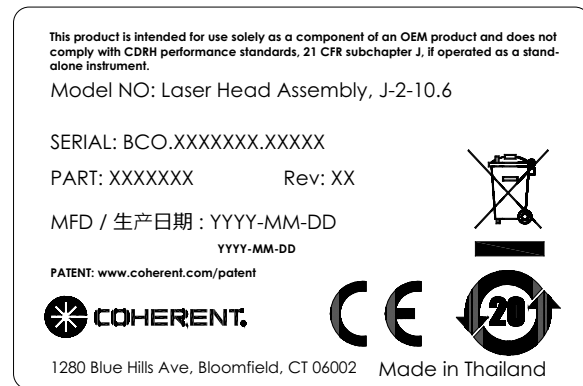 This product is intended for use solely as a component of an OEM product and does not
comply with CDRH performance standards, 21 CFR subchapter J, if operated as a stand-
alone instrument.
Model NO: Laser Head Assembly, J-2-10.6
SERIAL: BCO.XXXXXXX.XXXXX
PART: XXXXXXX Rev: XX
MFD / 生产日期 : YYYY-MM-DD
YYYY-MM-DD
PATENT: www.coherent.com/patent
COHERENT.
CE
20
1280 Blue Hills Ave, Bloomfield, CT 06002 Made in Thailand